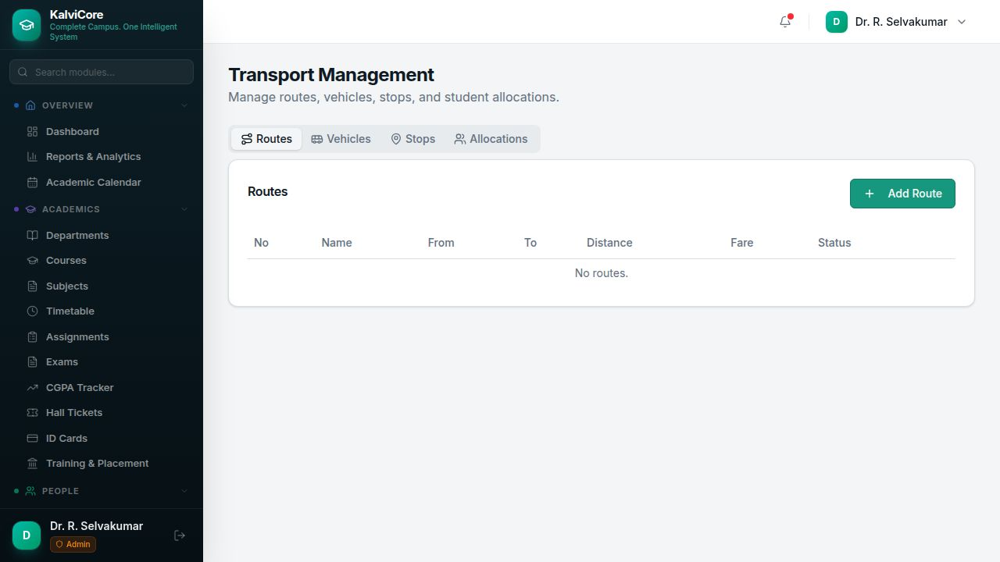 KalviCore
Complete Campus. One Intelligent
System
Search modules...
OVERVIEW
Dashboard
Reports & Analytics
Academic Calendar
ACADEMICS
Departments
Courses
Subjects
Timetable
Assignments
Exams
CGPA Tracker
Hall Tickets
ID Cards
Training & Placement
PEOPLE
D
Dr. R. Selvakumar
Admin
D
Dr. R. Selvakumar
Transport Management
Manage routes, vehicles, stops, and student allocations.
Routes Vehicles Stops Allocations
Routes
Add Route
No Name From To Distance Fare Status
No routes.